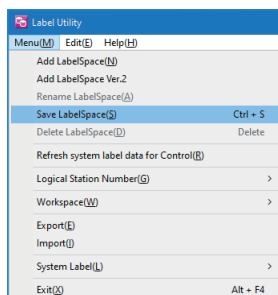 Label Utility
Menu(M) Edit(E) Help(H)
Add LabelSpace(N)
Add LabelSpace Ver.2
Rename LabelSpace(A)
Save LabelSpace(S) Ctrl + S
Delete LabelSpace(D) Delete
Refresh system label data for Control(R)
Logical Station Number(G) >
Workspace(W) >
Export(E)
Import(I)
System Label(L) >
Exit(X) Alt + F4